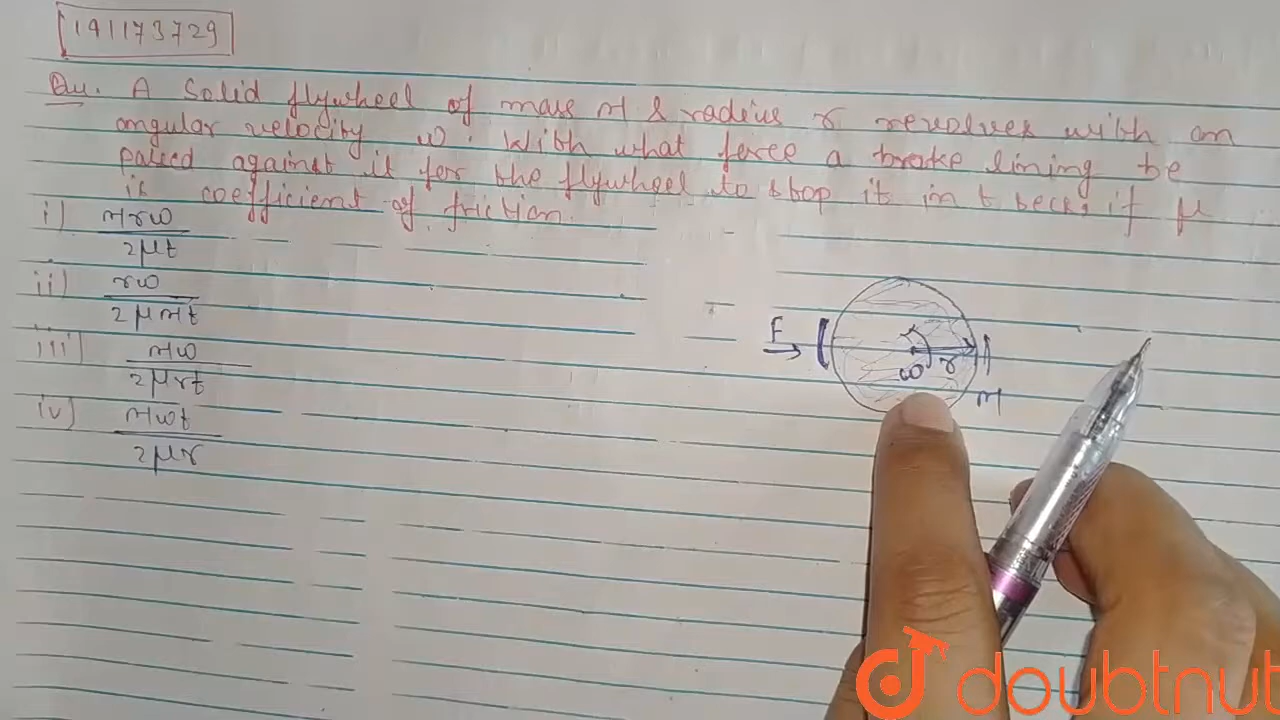 191173729
Qu. A Solid flywheel of mass M & radius r revolves with an
angular velocity ω. With what force a brake lining be
paled against it for the flywheel to stop it in t secs, if μ
is coefficient of friction.
i) Mrω
2μt
ii) rω
2μMt
iii) Mω
2μrt
iv) Mωt
2μr
F
ω r
M
doubtnut